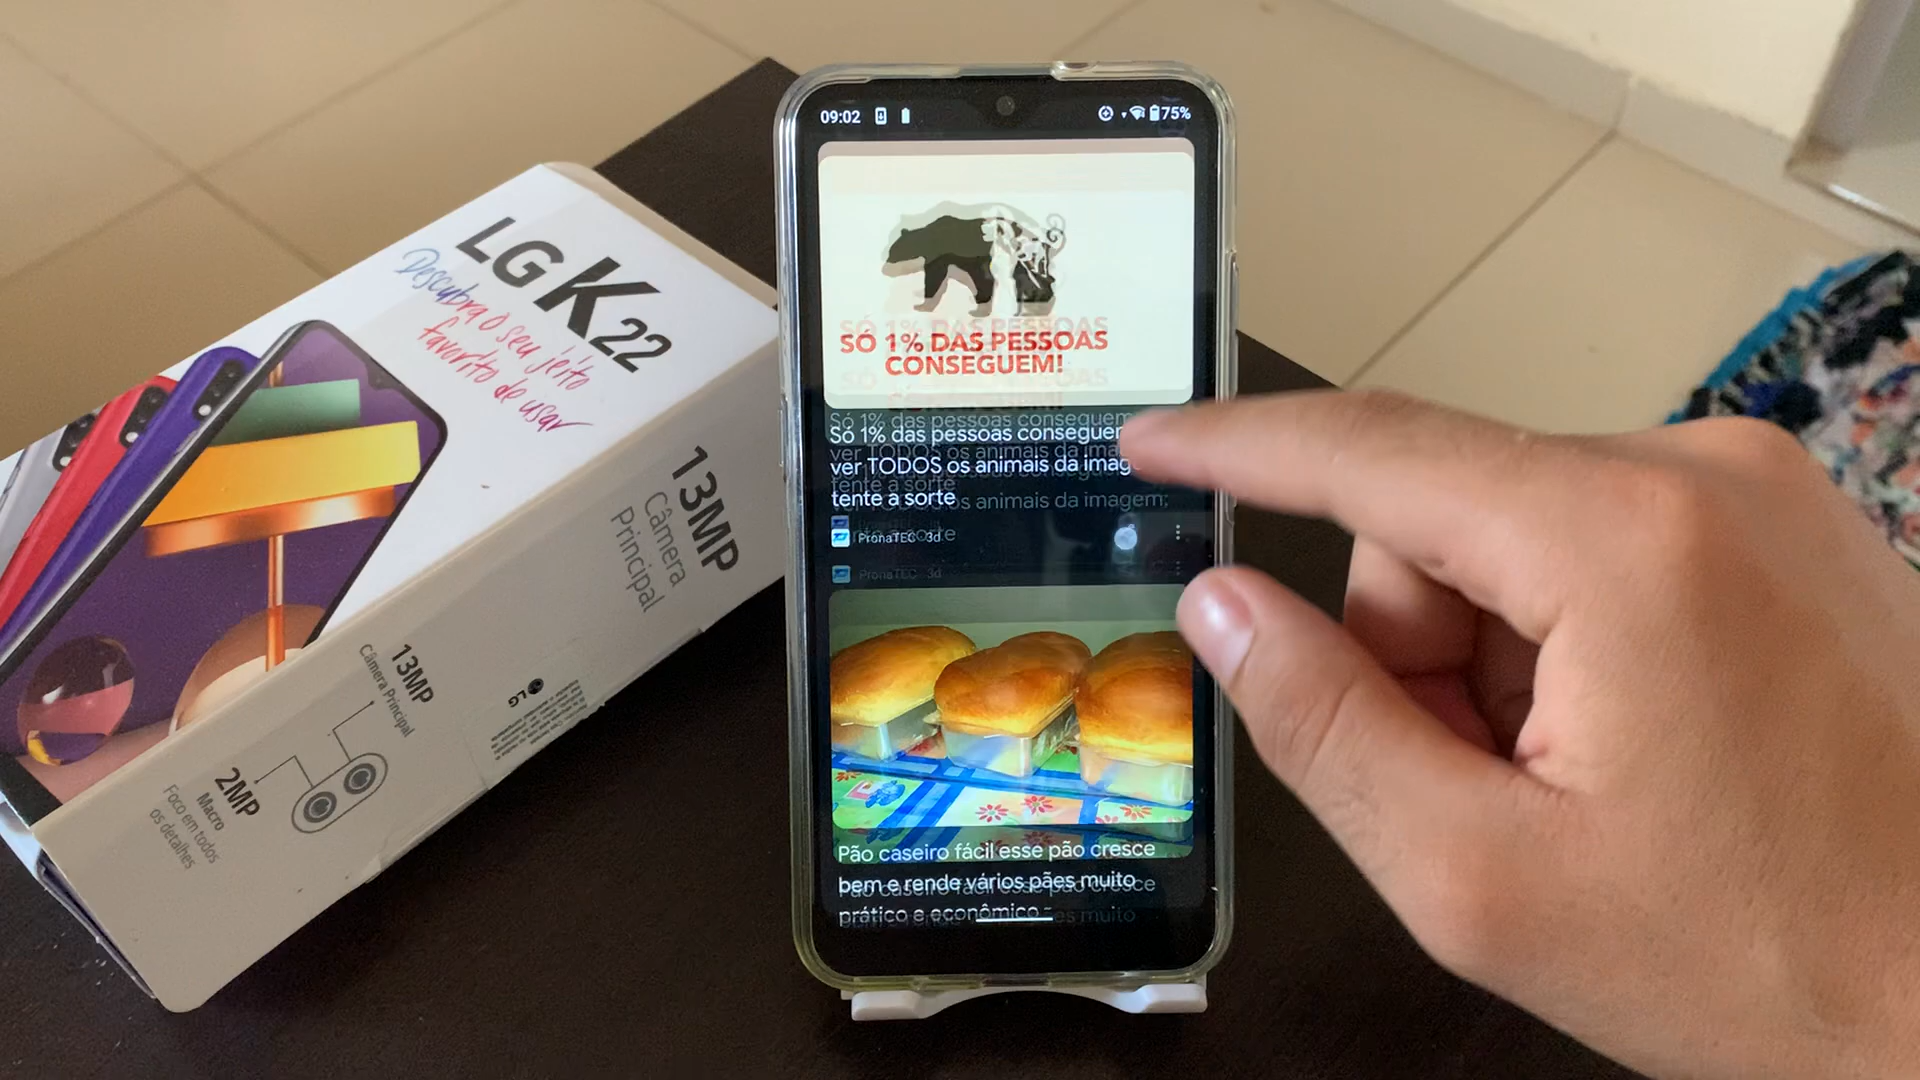 LG K22
Descubra o seu jeito
favorito de usar
13MP
Câmera
Principal
13MP
Câmera Principal
2MP
Macro
Foco em todos
os detalhes
LG
09:02
75%
SÓ 1% DAS PESSOAS
CONSEGUEM!
Só 1% das pessoas conseguem
ver TODOS os animais da imag
tente a sorte
PronaTEC 3d
Pão caseiro fácil esse pão cresce
bem e rende vários pães muito
prático e econômico -